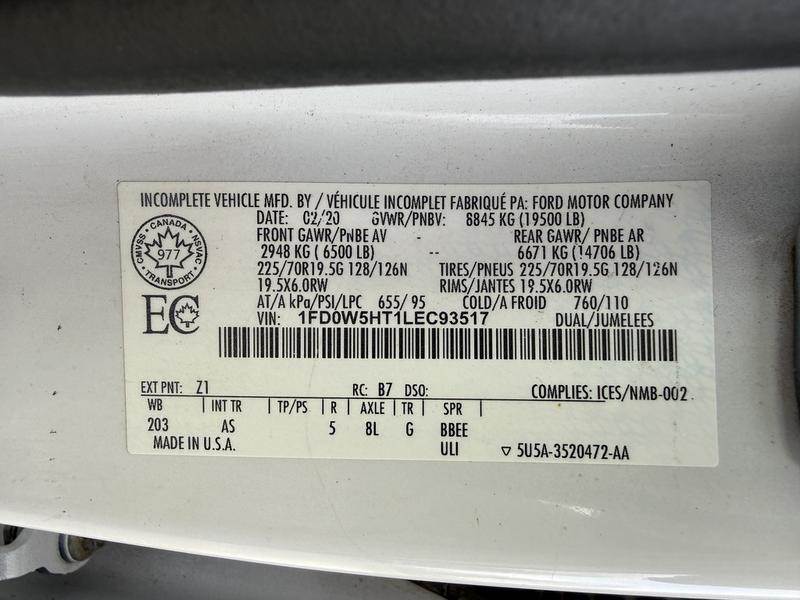 INCOMPLETE VEHICLE MFD. BY / VÉHICULE INCOMPLET FABRIQUÉ PA: FORD MOTOR COMPANY
DATE: 02/20 GVWR/PNBV: 8845 KG (19500 LB)
FRONT GAWR/PNBE AV - REAR GAWR/ PNBE AR
2948 KG ( 6500 LB) -- 6671 KG (14706 LB)
225/70R19.5G 128/126N TIRES/PNEUS 225/70R19.5G 128/126N
19.5X6.0RW RIMS/JANTES 19.5X6.0RW
AT/A kPa/PSI/LPC 655/ 95 COLD/A FROID 760/110
VIN: 1FD0W5HT1LEC93517 DUAL/JUMELEES
CANADA
CMVSS NSVAC
977
TRANSPORT
EC
EXT PNT: Z1 RC: B7 DSO: COMPLIES: ICES/NMB-002
WB | INT TR | TP/PS | R | AXLE | TR | SPR |
203 AS 5 8L G BBEE
MADE IN U.S.A. ULI ▽ 5U5A-3520472-AA